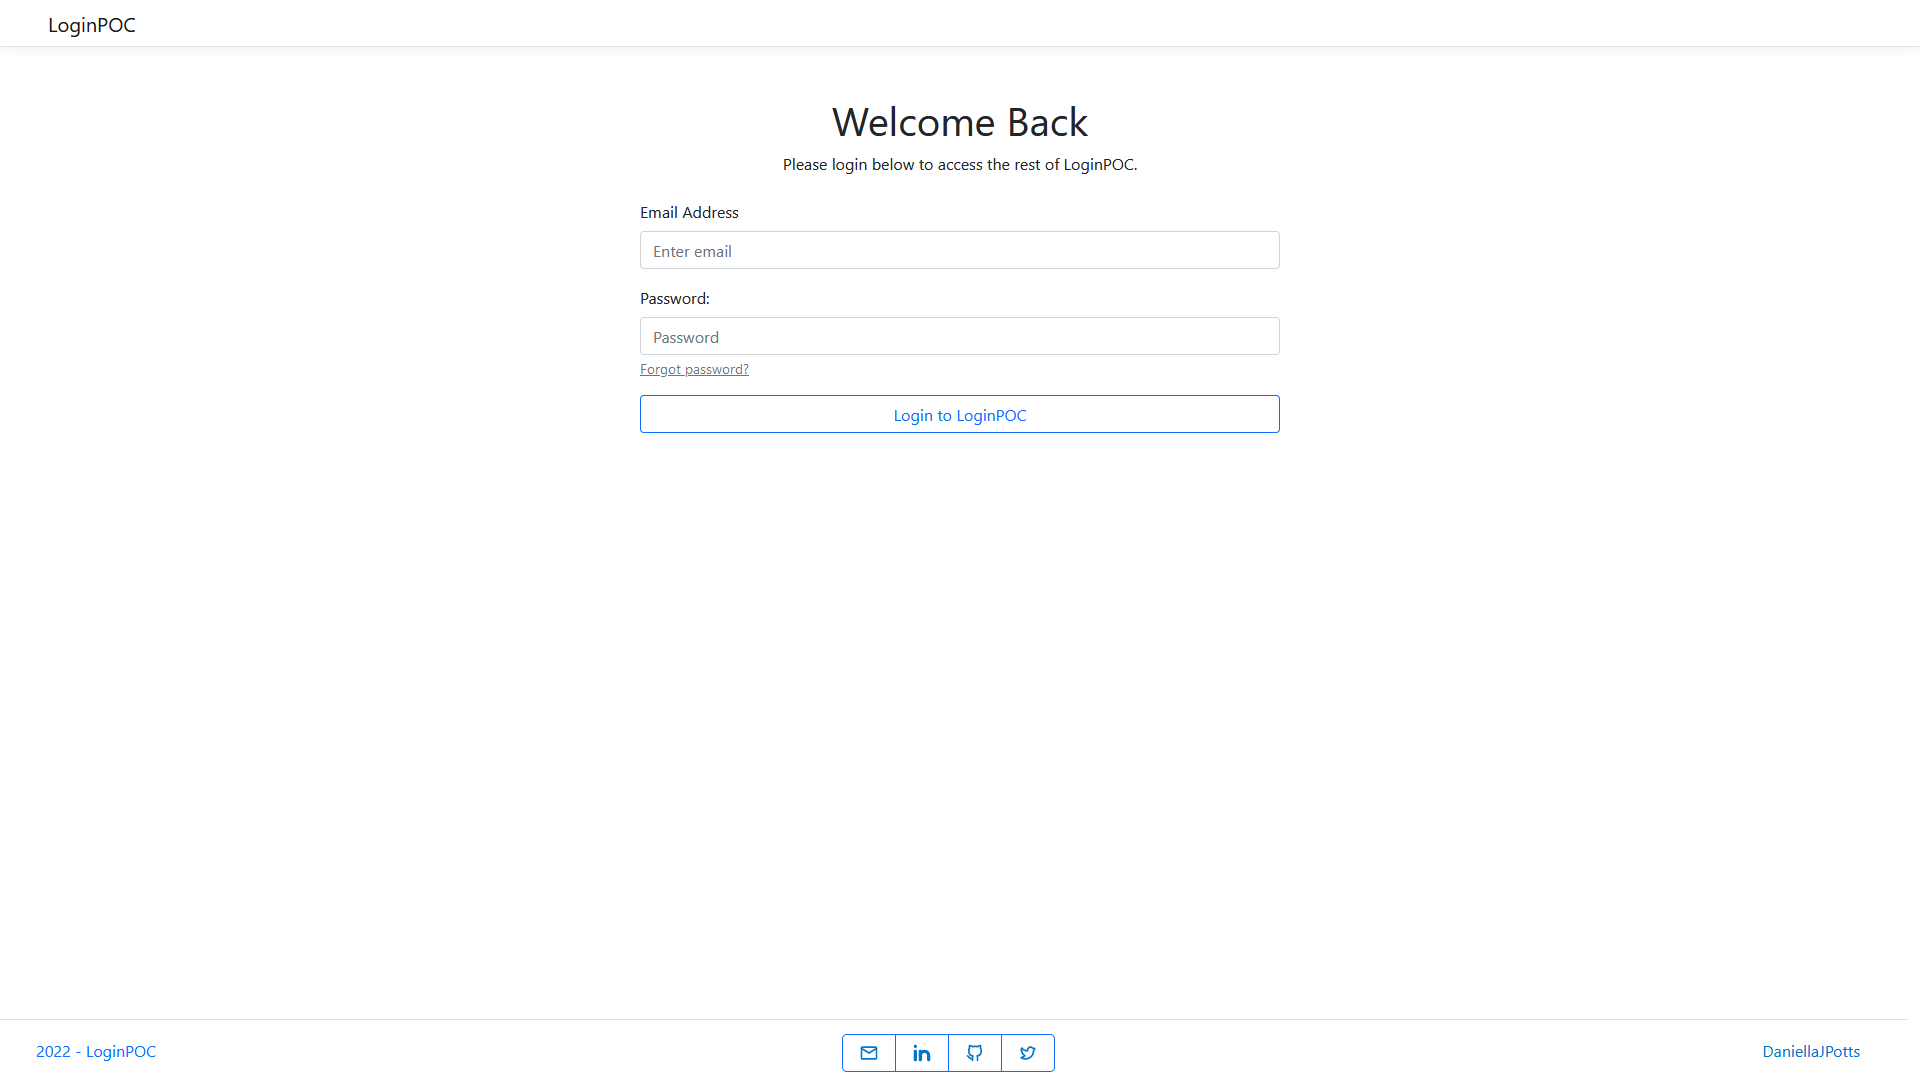 LoginPOC
Welcome Back
Please login below to access the rest of LoginPOC.
Email Address
Enter email
Password:
Password
Forgot password?
Login to LoginPOC
2022 - LoginPOC
DaniellaJPotts